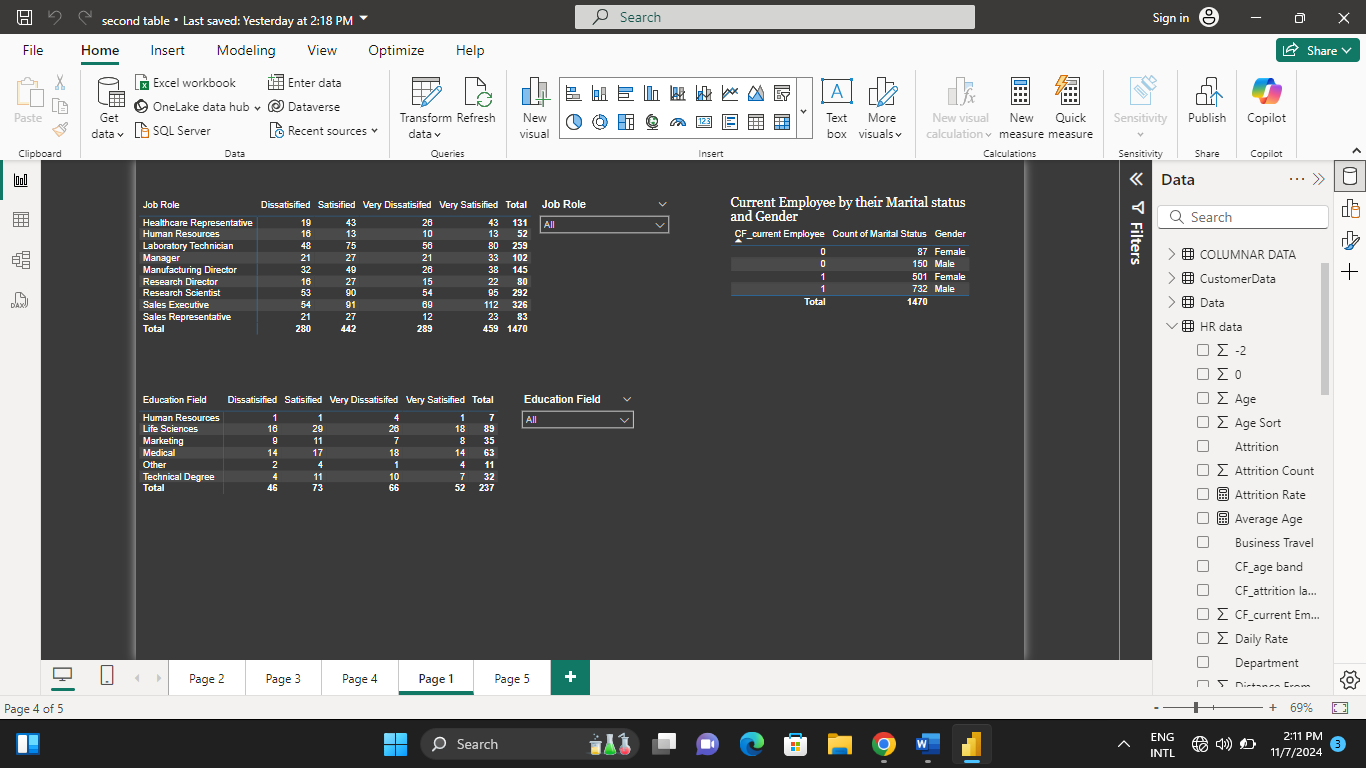 second table • Last saved: Yesterday at 2:18 PM
Search
Sign in
File Home Insert Modeling View Optimize Help
Share
Paste
Get data
Excel workbook
OneLake data hub
SQL Server
Enter data
Dataverse
Recent sources
Transform data
Refresh
New visual
123
A
Text box
More visuals
New visual calculation
New measure
Quick measure
Sensitivity
Publish
Copilot
Clipboard Data Queries Insert Calculations Sensitivity Share Copilot
Job Role Dissatisified Satisified Very Dissatisified Very Satisified Total
Healthcare Representative 19 43 26 43 131
Human Resources 16 13 10 13 52
Laboratory Technician 48 75 56 80 259
Manager 21 27 21 33 102
Manufacturing Director 32 49 26 38 145
Research Director 16 27 15 22 80
Research Scientist 53 90 54 95 292
Sales Executive 54 91 69 112 326
Sales Representative 21 27 12 23 83
Total 280 442 289 459 1470
Job Role
All
Current Employee by their Marital status
and Gender
CF_current Employee Count of Marital Status Gender
0 87 Female
0 150 Male
1 501 Female
1 732 Male
Total 1470
Education Field Dissatisified Satisified Very Dissatisifed Very Satisified Total
Human Resources 1 1 4 1 7
Life Sciences 16 29 26 18 89
Marketing 9 11 7 8 35
Medical 14 17 18 14 63
Other 2 4 1 4 11
Technical Degree 4 11 10 7 32
Total 46 73 66 52 237
Education Field
All
Filters
Data
Search
COLUMNAR DATA
CustomerData
Data
HR data
Σ -2
Σ 0
Σ Age
Σ Age Sort
Attrition
Σ Attrition Count
Attrition Rate
Average Age
Business Travel
CF_age band
CF_attrition la...
Σ CF_current Em...
Σ Daily Rate
Department
Σ Distance From
DAX
Page 2 Page 3 Page 4 Page 1 Page 5 +
Page 4 of 5
- + 69%
Search
ENG
INTL
2:11 PM
11/7/2024
3